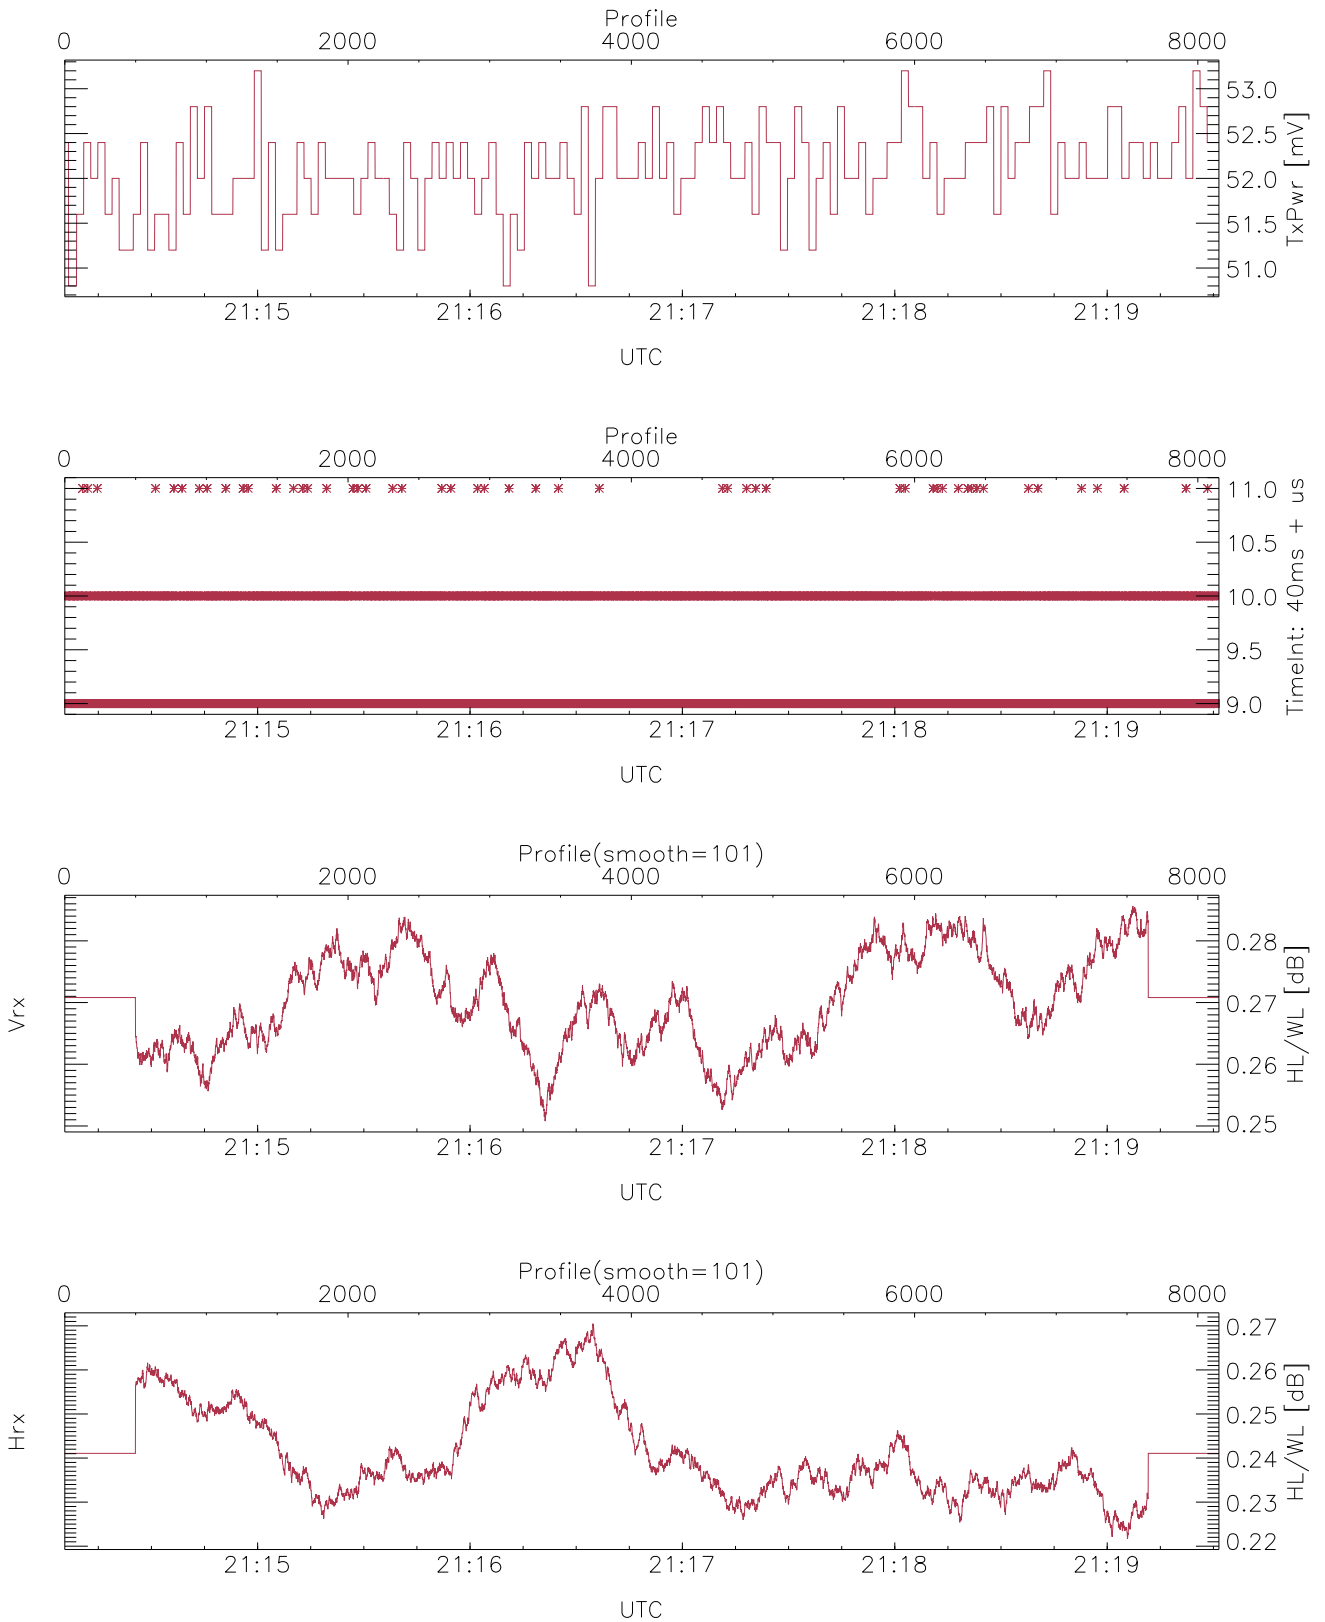 Profile
0 2000 4000 6000 8000
53.0
52.5
52.0
51.5
51.0
TxPwr [mV]
21:15 21:16 21:17 21:18 21:19
UTC
Profile
0 2000 4000 6000 8000
11.0
10.5
10.0
9.5
9.0
TimeInt: 40ms + us
21:15 21:16 21:17 21:18 21:19
UTC
Profile(smooth=101)
0 2000 4000 6000 8000
Vrx
0.28
0.27
0.26
0.25
HL/WL [dB]
21:15 21:16 21:17 21:18 21:19
UTC
Profile(smooth=101)
0 2000 4000 6000 8000
Hrx
0.27
0.26
0.25
0.24
0.23
0.22
HL/WL [dB]
21:15 21:16 21:17 21:18 21:19
UTC